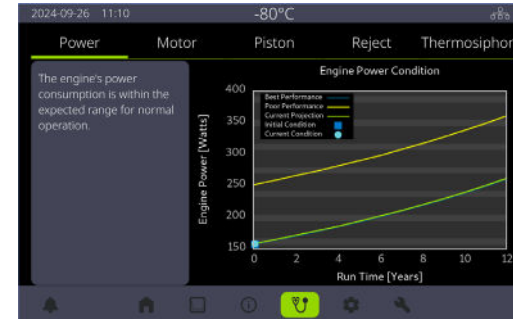 2024-09-26 11:10
-80°C
Power
Motor
Piston
Reject
Thermosiphon
The engine's power
consumption is within the
expected range for normal
operation.
Engine Power Condition
Engine Power [Watts]
400
350
300
250
200
150
Best Performance
Poor Performance
Current Projection
Initial Condition
Current Condition
0 2 4 6 8 10 12
Run Time [Years]